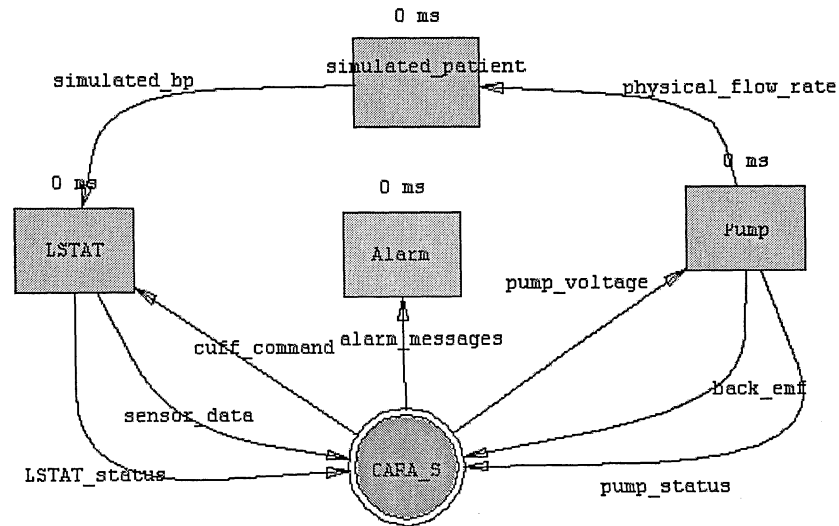 0 ms
simulated_patient
simulated_bp
physical_flow_rate
0 ms
0 ms
0 ms
LSTAT
Alarm
Pump
pump_voltage
cuff_command
alarm_messages
back_emf
sensor_data
LSTAT_status
CARA_S
pump_status